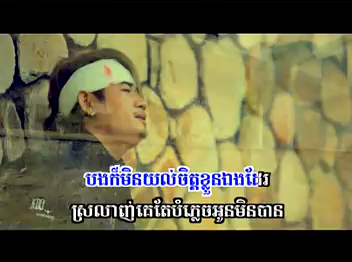 បងក៏មិនយល់ចិត្តខ្លួនឯងដែរ
ស្រលាញ់គេតែបំភ្លេចអូនមិនបាន